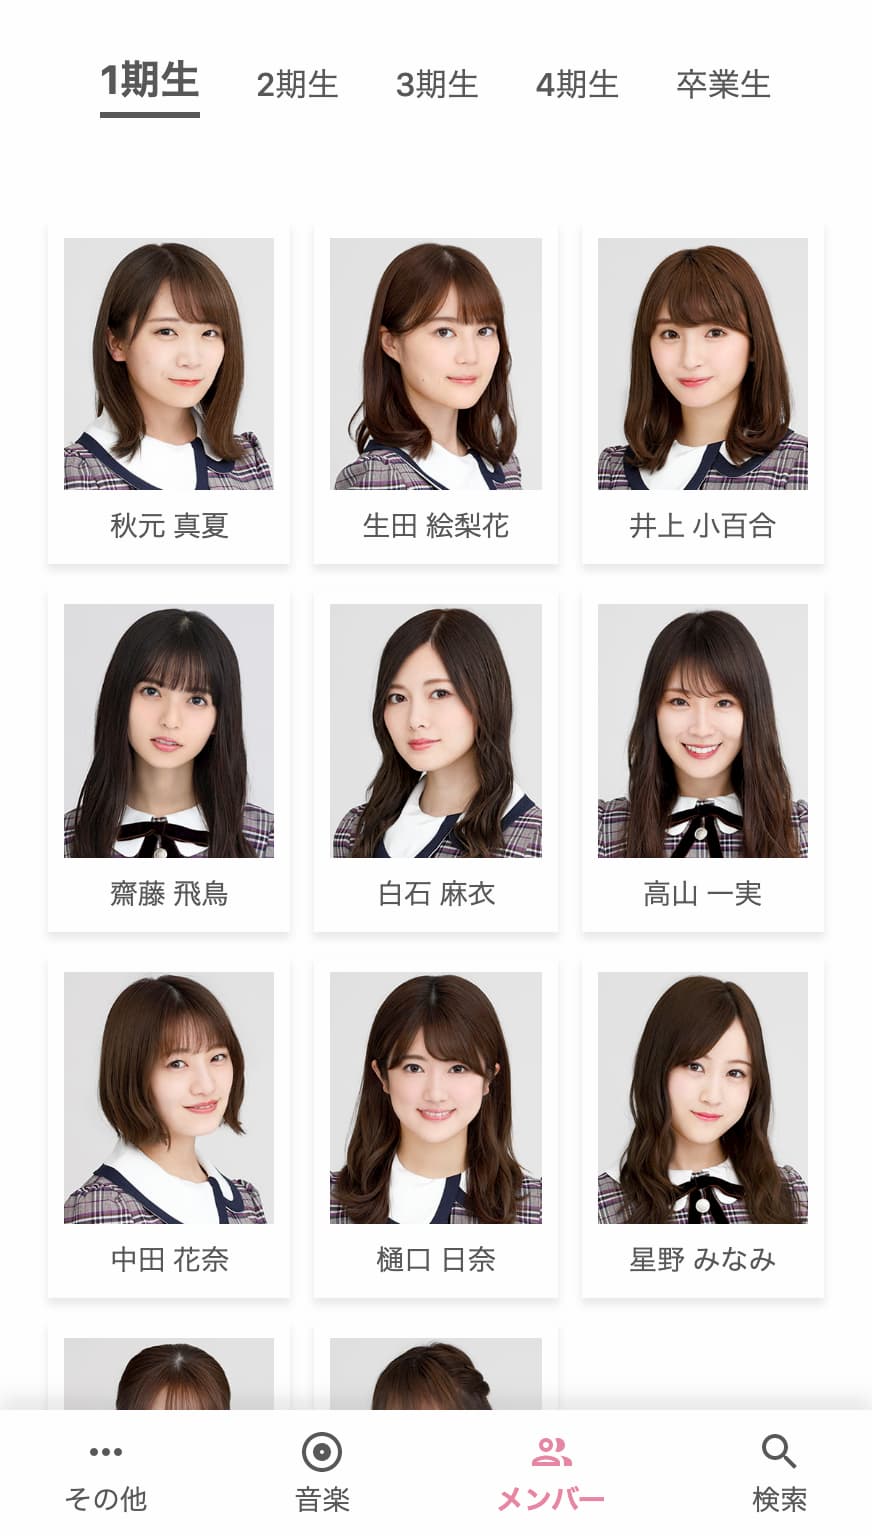 1期生 2期生 3期生 4期生 卒業生
秋元 真夏
生田 絵梨花
井上 小百合
齋藤 飛鳥
白石 麻衣
高山 一実
中田 花奈
樋口 日奈
星野 みなみ
その他
音楽
メンバー
検索